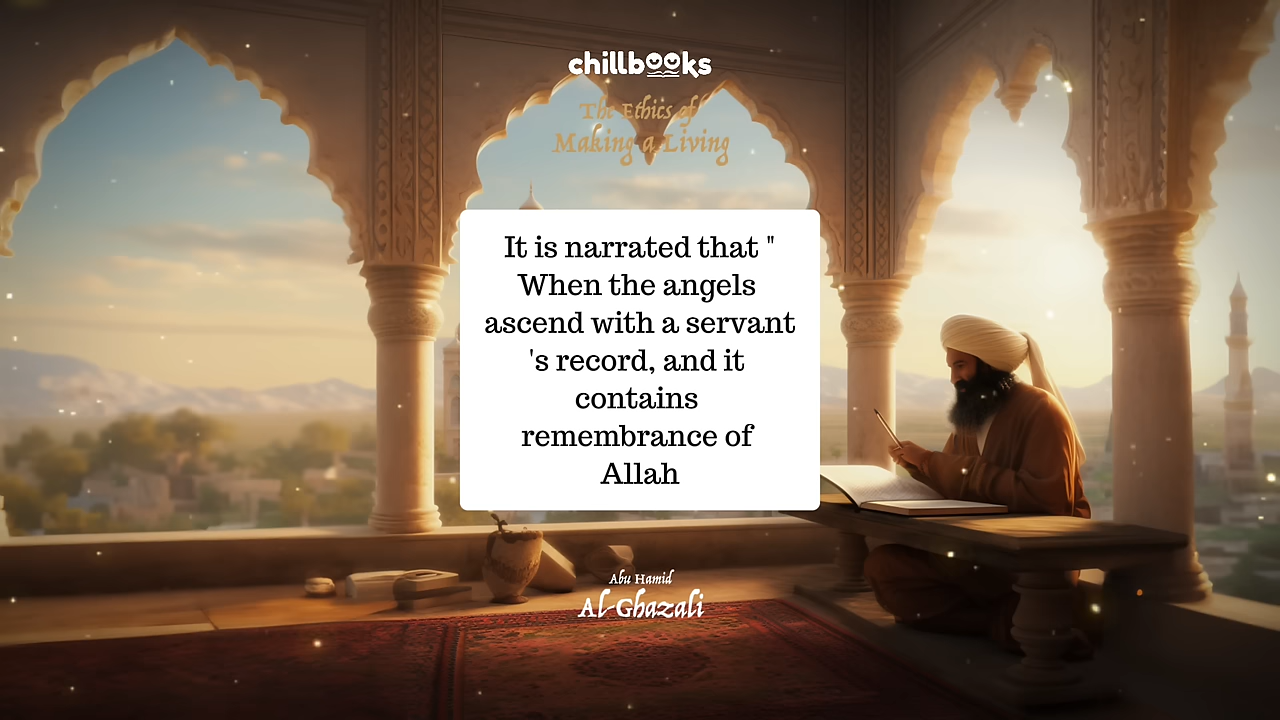 chillbooks
The Ethics of
Making a Living
It is narrated that "
When the angels
ascend with a servant
's record, and it
contains
remembrance of
Allah
Abu Hamid
Al-Ghazali